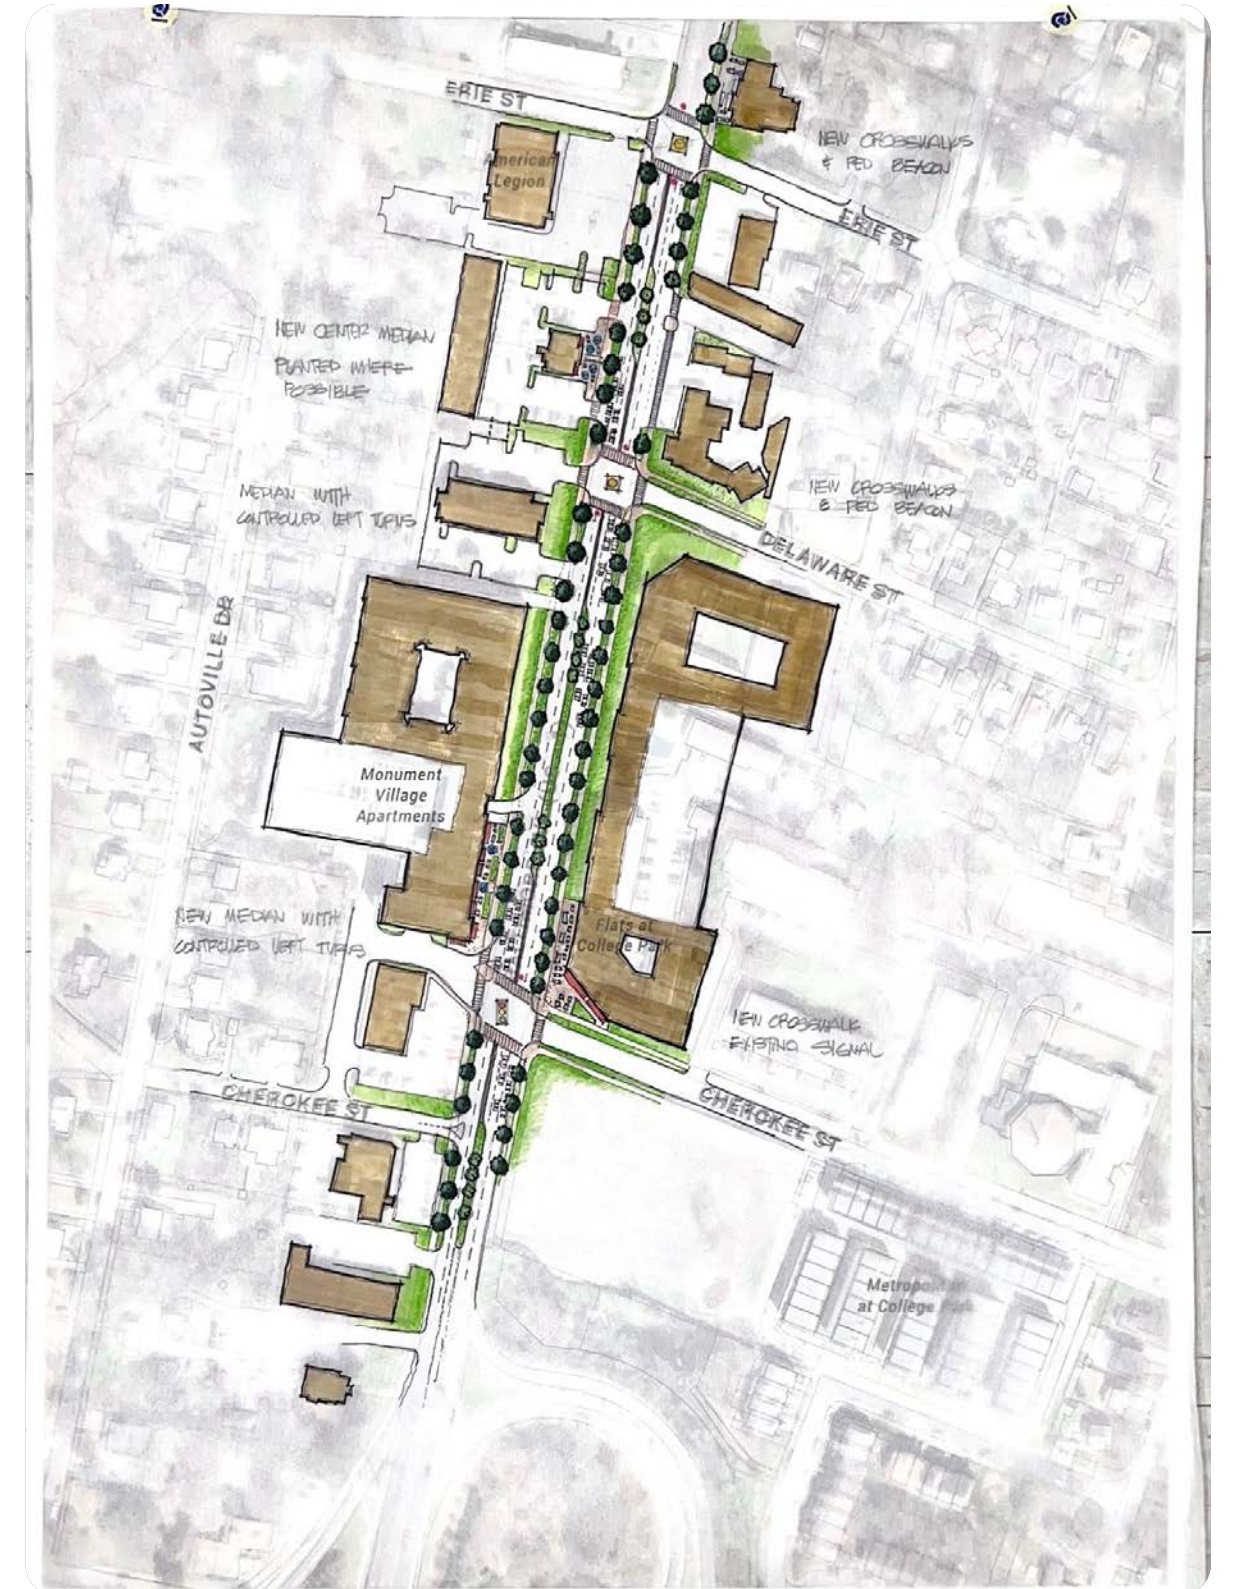 ERIE ST
NEW CROSSWALKS
& PED BEACON
American
Legion
ERIE ST
NEW CENTER MEDIAN
PLANTED WHERE
POSSIBLE
MEDIAN WITH
CONTROLLED LEFT TURNS
NEW CROSSWALKS
& PED BEACON
DELAWARE ST
AUTOVILLE DR
Monument
Village
Apartments
NEW MEDIAN WITH
CONTROLLED LEFT TURNS
Flats at
College Park
NEW CROSSWALK
EXISTING SIGNAL
CHEROKEE ST
CHEROKEE ST
at College